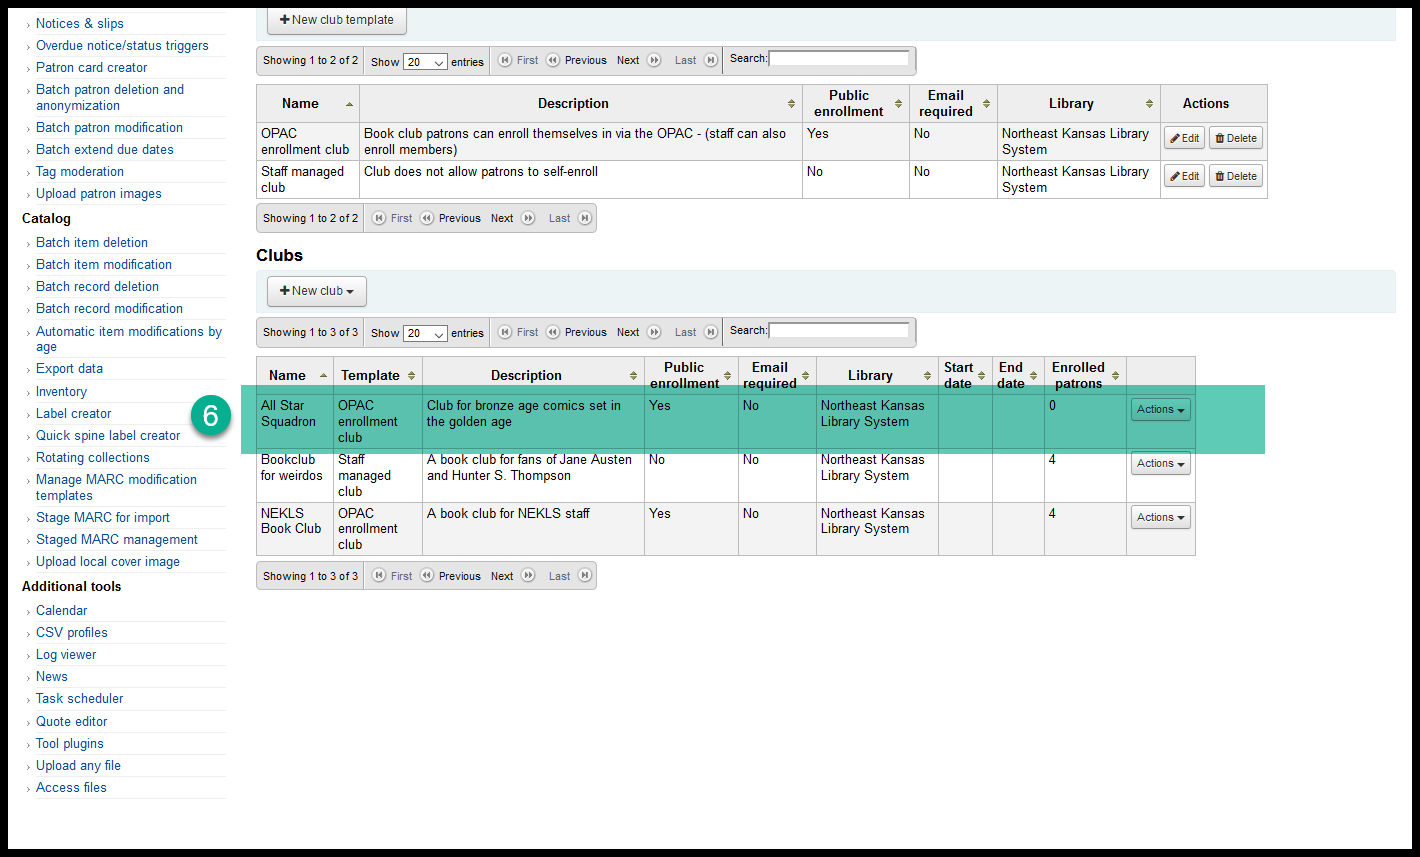 Notices & slips
Overdue notice/status triggers
Patron card creator
Batch patron deletion and
anonymization
Batch patron modification
Batch extend due dates
Tag moderation
Upload patron images
Catalog
Batch item deletion
Batch item modification
Batch record deletion
Batch record modification
Automatic item modifications by
age
Export data
Inventory
Label creator
Quick spine label creator
Rotating collections
Manage MARC modification
templates
Stage MARC for import
Staged MARC management
Upload local cover image
Additional tools
Calendar
CSV profiles
Log viewer
News
Task scheduler
Quote editor
Tool plugins
Upload any file
Access files
6
New club template
Showing 1 to 2 of 2 Show 20 entries First Previous Next Last Search:
Name Description Public enrollment Email required Library Actions
OPAC enrollment club Book club patrons can enroll themselves in via the OPAC - (staff can also enroll members) Yes No Northeast Kansas Library System Edit Delete
Staff managed club Club does not allow patrons to self-enroll No No Northeast Kansas Library System Edit Delete
Showing 1 to 2 of 2 First Previous Next Last
Clubs
New club
Showing 1 to 3 of 3 Show 20 entries First Previous Next Last Search:
Name Template Description Public enrollment Email required Library Start date End date Enrolled patrons
All Star Squadron OPAC enrollment club Club for bronze age comics set in the golden age Yes No Northeast Kansas Library System 0 Actions
Bookclub for weirdos Staff managed club A book club for fans of Jane Austen and Hunter S. Thompson No No Northeast Kansas Library System 4 Actions
NEKLS Book Club OPAC enrollment club A book club for NEKLS staff Yes No Northeast Kansas Library System 4 Actions
Showing 1 to 3 of 3 First Previous Next Last